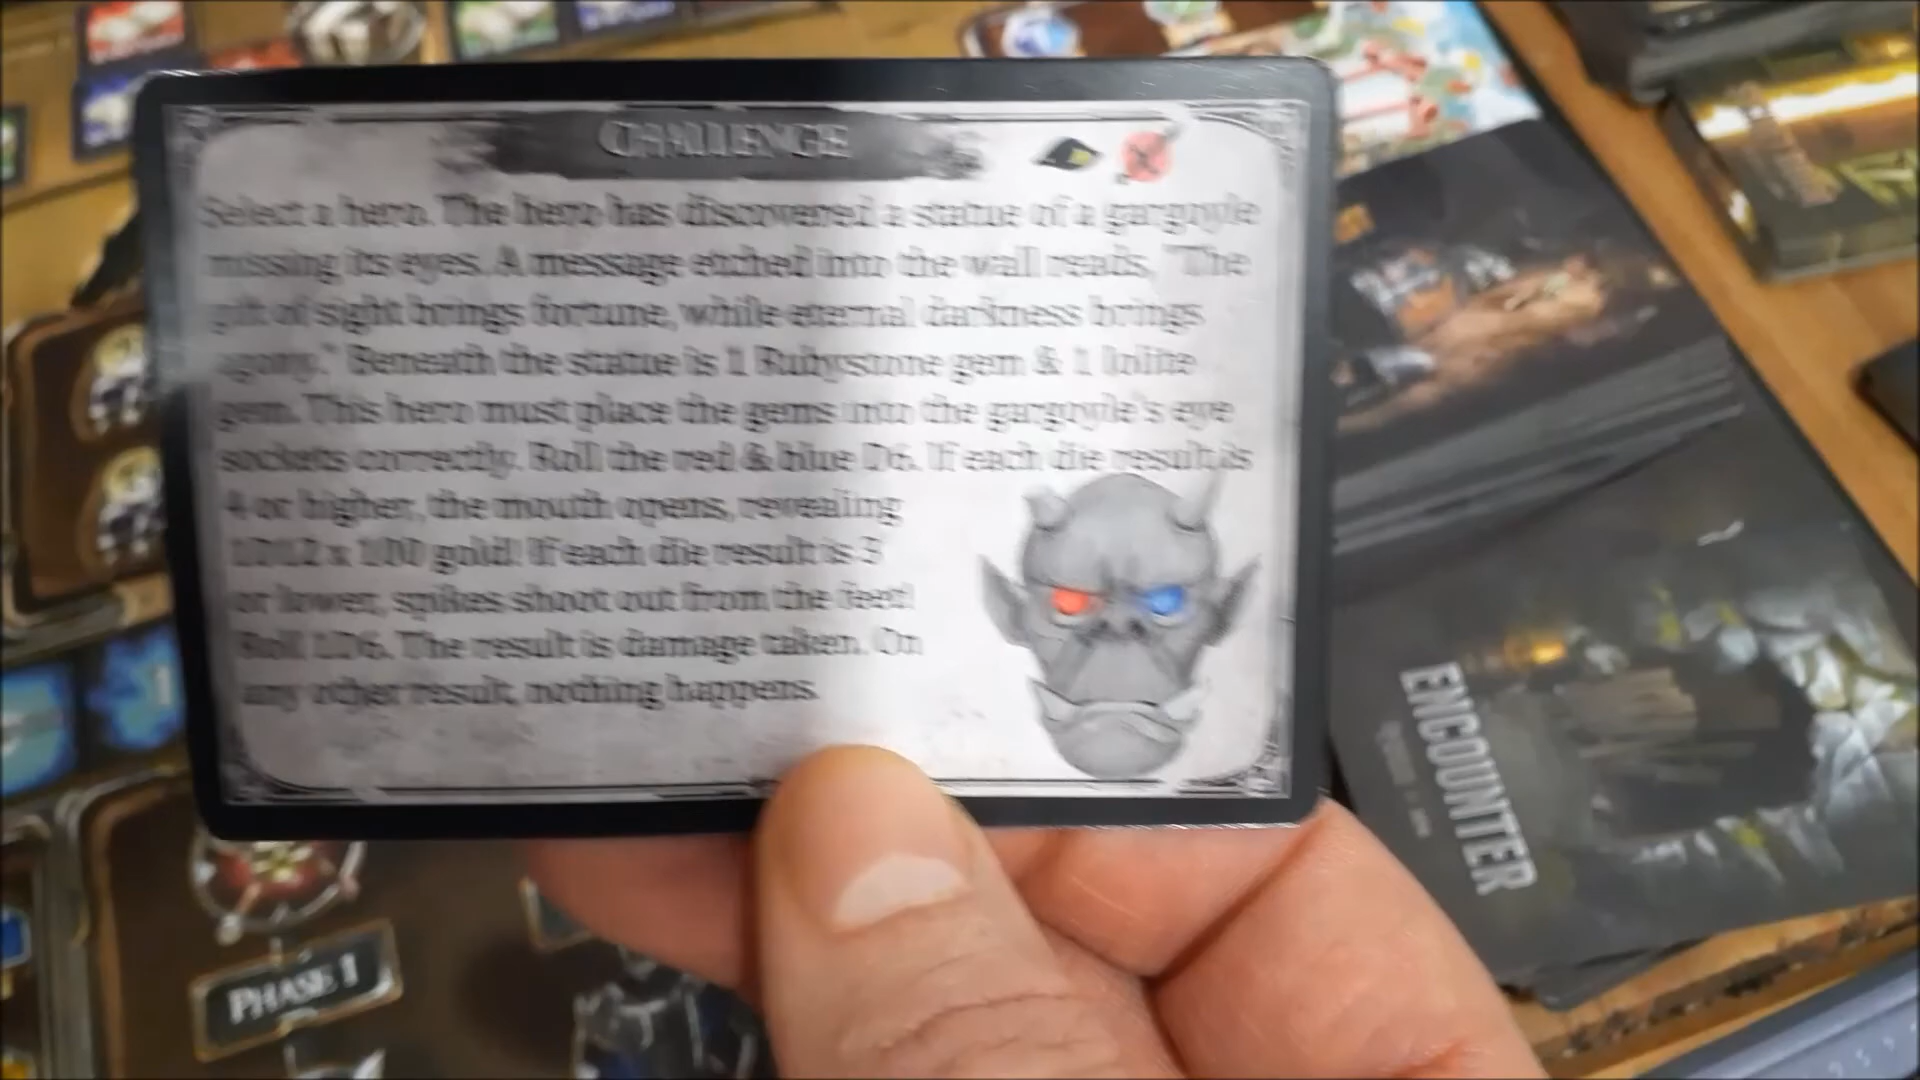 CHALLENGE
Select a hero. The hero has discovered a statue of a gargoyle
missing its eyes. A message etched into the wall reads, "The
gift of sight brings fortune, while eternal darkness brings
agony." Beneath the statue is 1 Rubystone gem & 1 Iolite
gem. This hero must place the gems into the gargoyle's eye
sockets correctly. Roll the red & blue D6. If each die result is
4 or higher, the mouth opens, revealing
1D12 x 100 gold! If each die result is 3
or lower, spikes shoot out from the feet!
Roll 1D6. The result is damage taken. On
any other result, nothing happens.
ENCOUNTER
PHASE 1